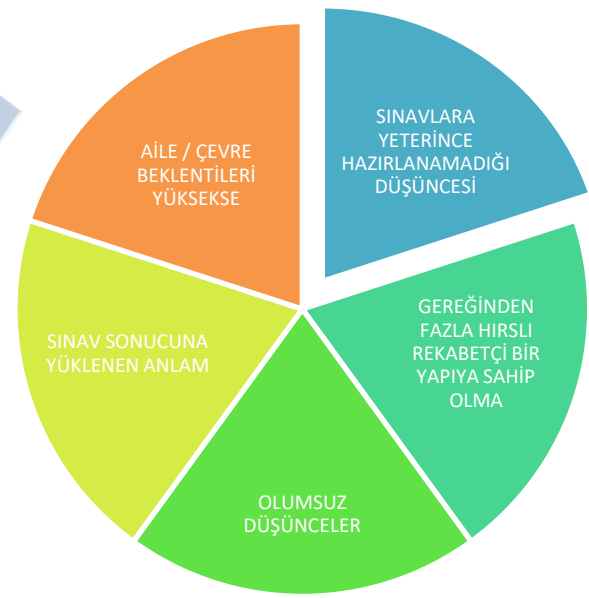 SINAVLARA
YETERİNCE
HAZIRLANAMADIĞI
DÜŞÜNCESİ
GEREĞİNDEN
FAZLA HIRSLI
REKABETÇİ BİR
YAPIYA SAHİP
OLMA
OLUMSUZ
DÜŞÜNCELER
SINAV SONUCUNA
YÜKLENEN ANLAM
AİLE / ÇEVRE
BEKLENTİLERİ
YÜKSEKSE